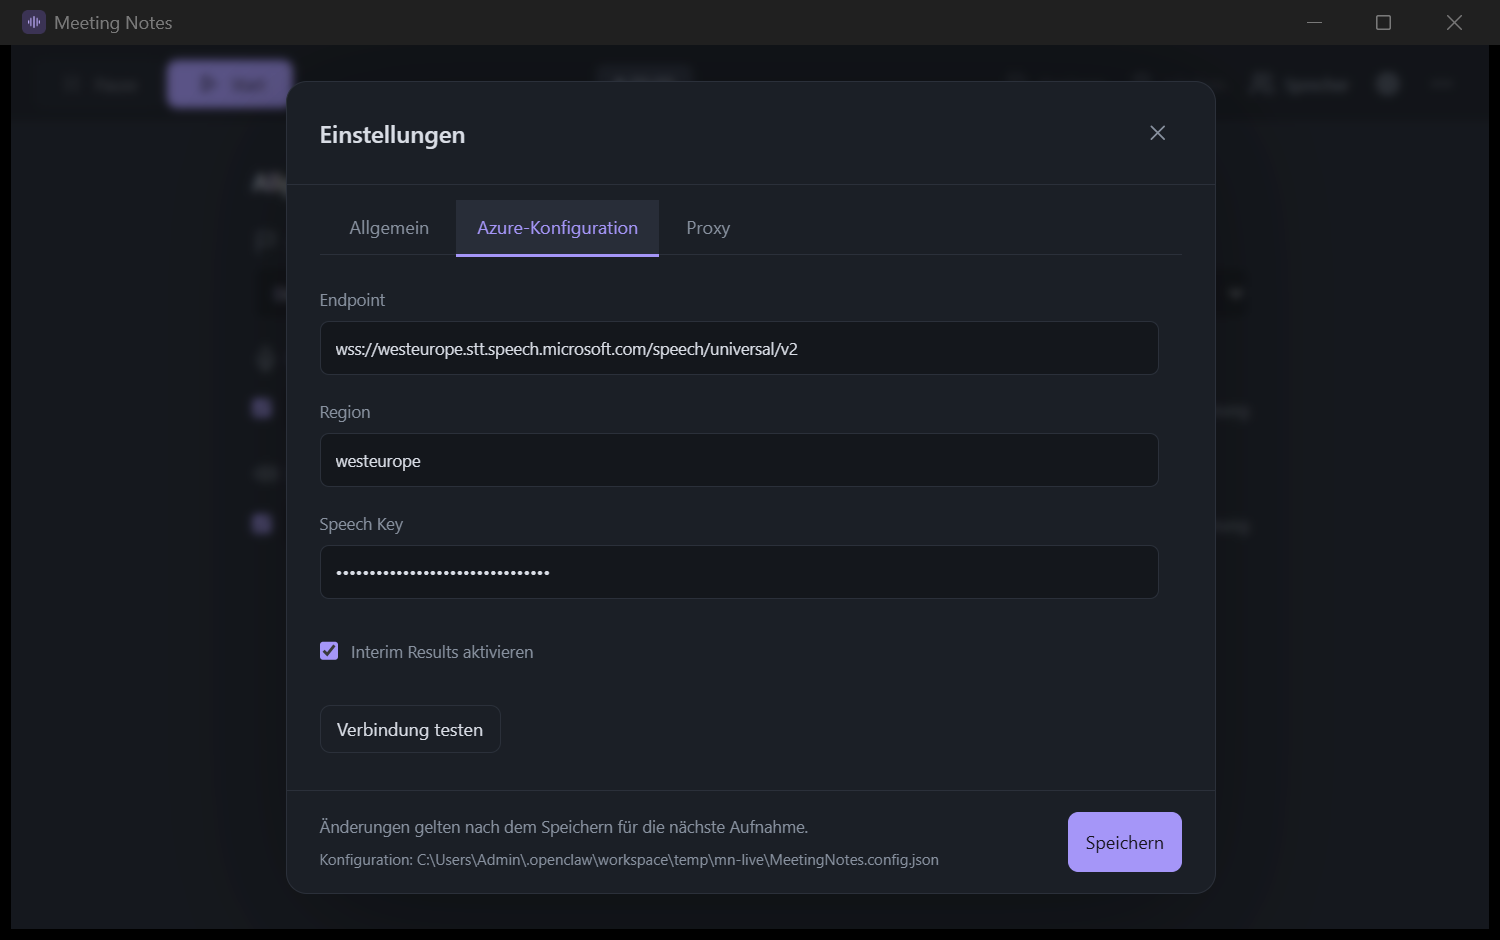 Meeting Notes
Einstellungen
Allgemein Azure-Konfiguration Proxy
Endpoint
wss://westeurope.stt.speech.microsoft.com/speech/universal/v2
Region
westeurope
Speech Key
Interim Results aktivieren
Verbindung testen
Änderungen gelten nach dem Speichern für die nächste Aufnahme.
Konfiguration: C:\Users\Admin\.openclaw\workspace\temp\mn-live\MeetingNotes.config.json
Speichern